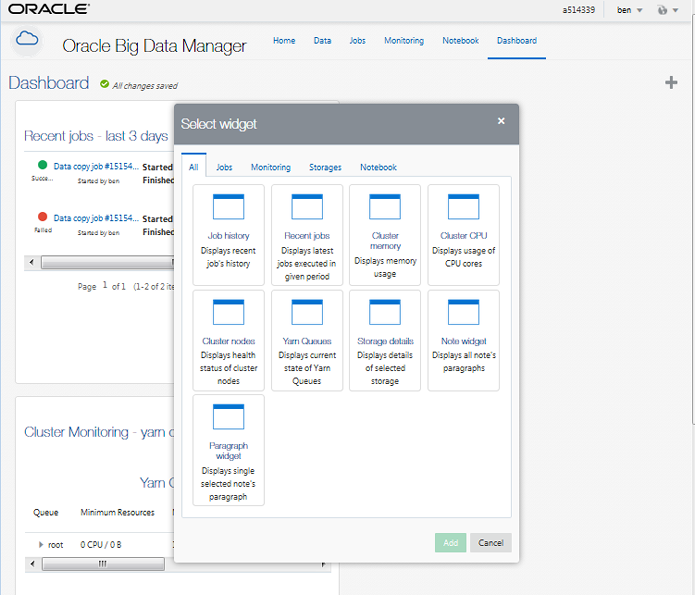 ORACLE®
a514339
ben
Oracle Big Data Manager
Home Data Jobs Monitoring Notebook Dashboard
Dashboard
All changes saved
Recent jobs - last 3 days
Data copy job #15154... Started
Succe...
Started by ben
Finished
Data copy job #15154... Started
Failed
Started by ben
Finished
Page 1 of 1 (1-2 of 2
Cluster Monitoring - yarn
Yarn
Queue Minimum Resources
root 0 CPU / 0 B
Select widget
All Jobs Monitoring Storages Notebook
Job history
Displays recent
job's history
Recent jobs
Displays latest
jobs executed in
given period
Cluster
memory
Displays memory
usage
Cluster CPU
Displays usage of
CPU cores
Cluster nodes
Displays health
status of cluster
nodes
Yarn Queues
Displays current
state of Yarn
Queues
Storage details
Displays details
of selected
storage
Note widget
Displays all note's
paragraphs
Paragraph
widget
Displays single
selected note's
paragraph
Add Cancel